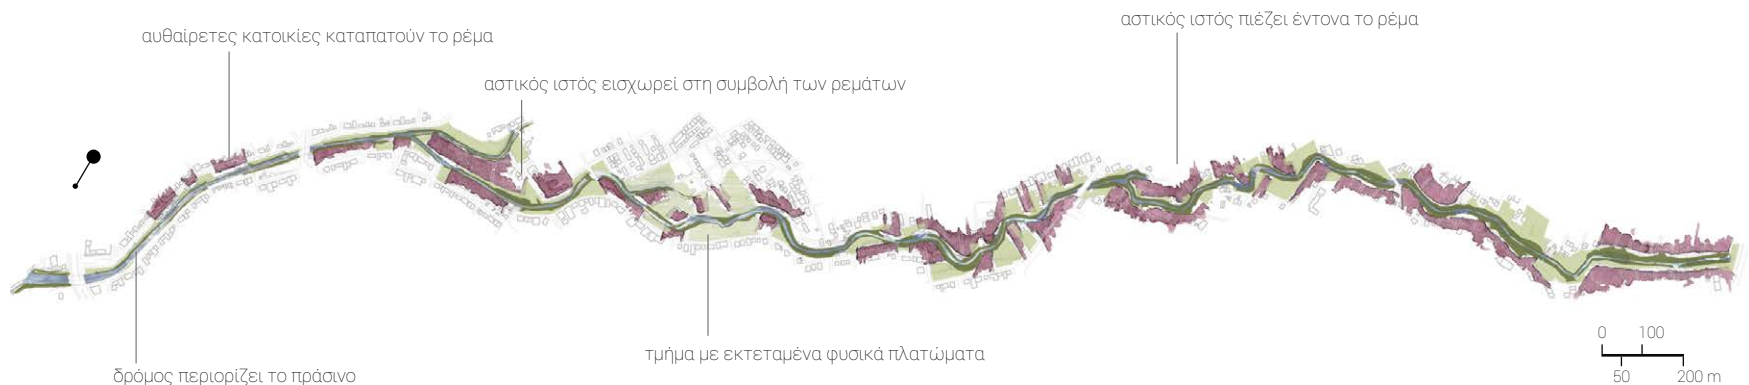 αστικός ιστός πιέζει έντονα το ρέμα
αυθαίρετες κατοικίες καταπατούν το ρέμα
αστικός ιστός εισχωρεί στη συμβολή των ρεμάτων
τμήμα με εκτεταμένα φυσικά πλατώματα
δρόμος περιορίζει το πράσινο
0 100
50 200 m